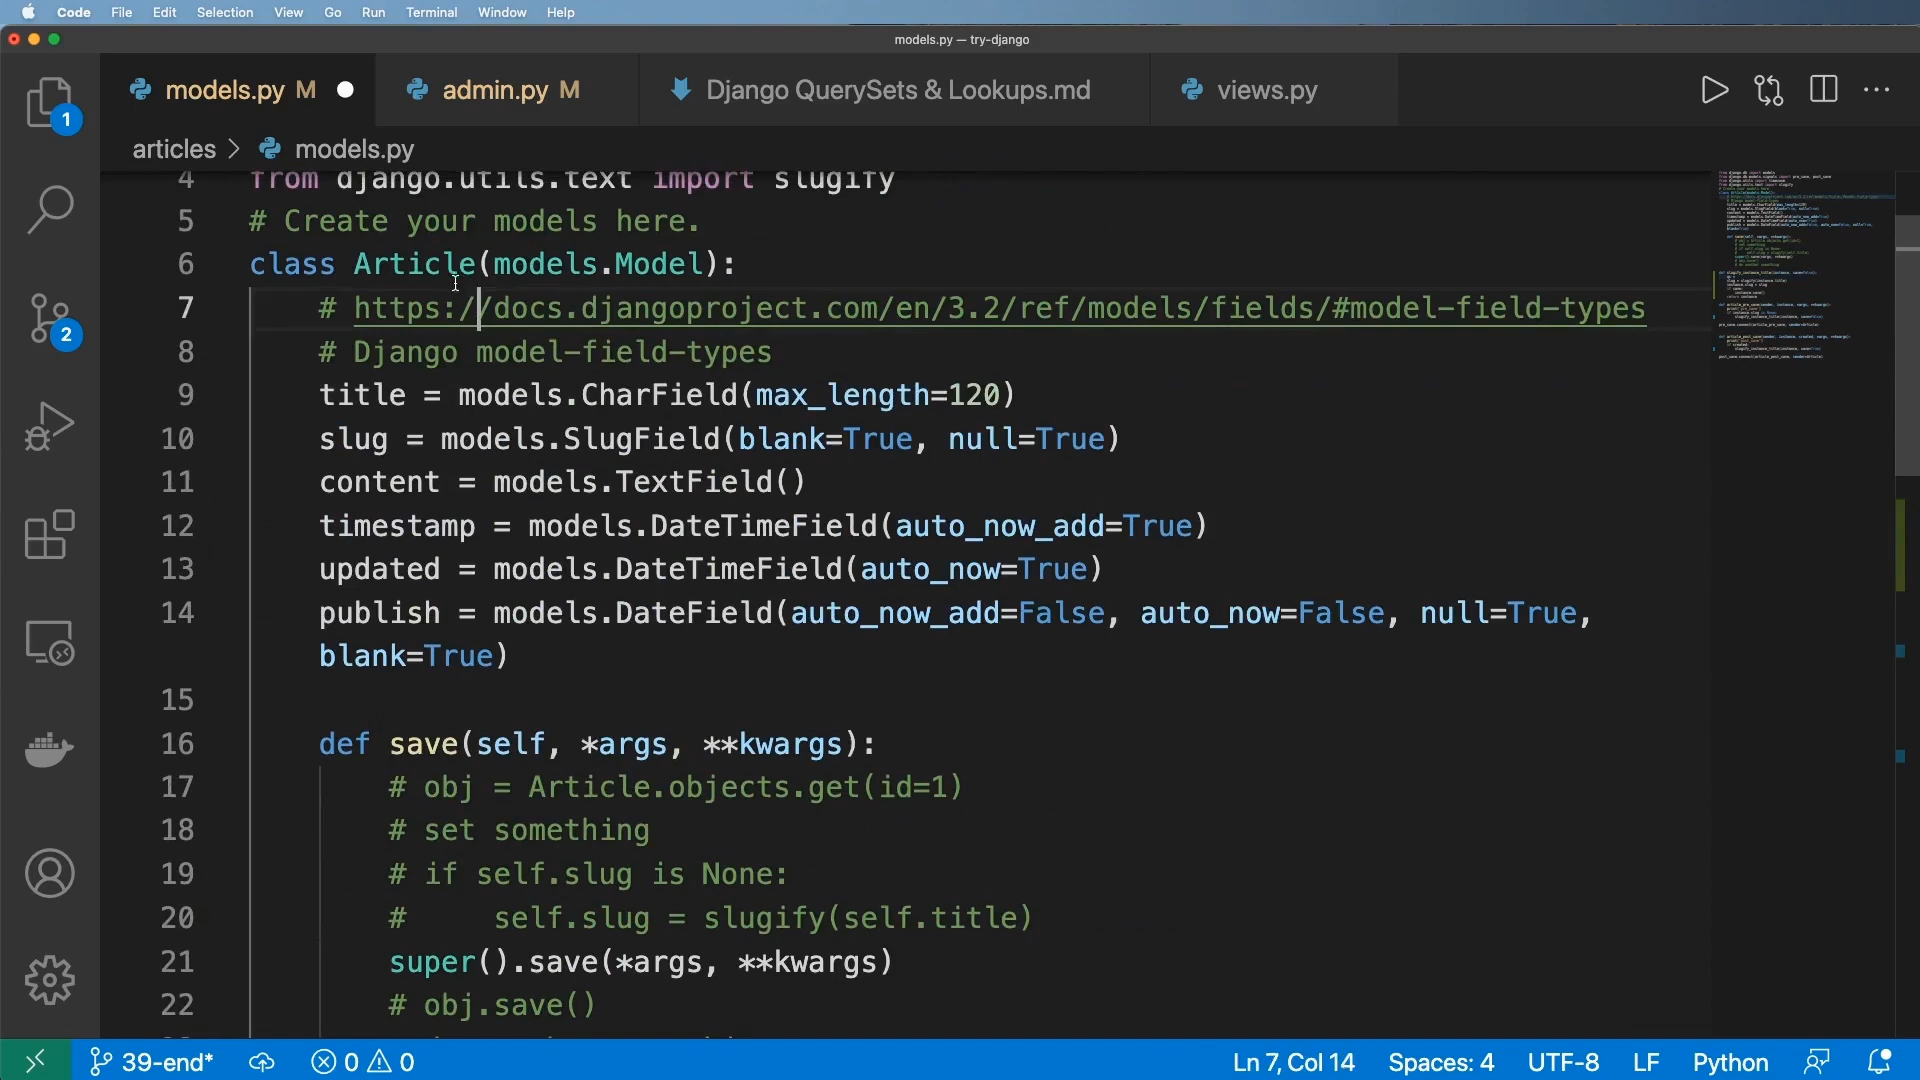 Code File Edit Selection View Go Run Terminal Window Help
models.py — try-django
models.py M admin.py M Django QuerySets & Lookups.md views.py
articles > models.py
4 from django.utils.text import slugify
5 # Create your models here.
6 class Article(models.Model):
7 # https://docs.djangoproject.com/en/3.2/ref/models/fields/#model-field-types
8 # Django model-field-types
9 title = models.CharField(max_length=120)
10 slug = models.SlugField(blank=True, null=True)
11 content = models.TextField()
12 timestamp = models.DateTimeField(auto_now_add=True)
13 updated = models.DateTimeField(auto_now=True)
14 publish = models.DateField(auto_now_add=False, auto_now=False, null=True,
blank=True)
15
16 def save(self, *args, **kwargs):
17 # obj = Article.objects.get(id=1)
18 # set something
19 # if self.slug is None:
20 #     self.slug = slugify(self.title)
21 super().save(*args, **kwargs)
22 # obj.save()
1
2
39-end* 0 0 Ln 7, Col 14 Spaces: 4 UTF-8 LF Python